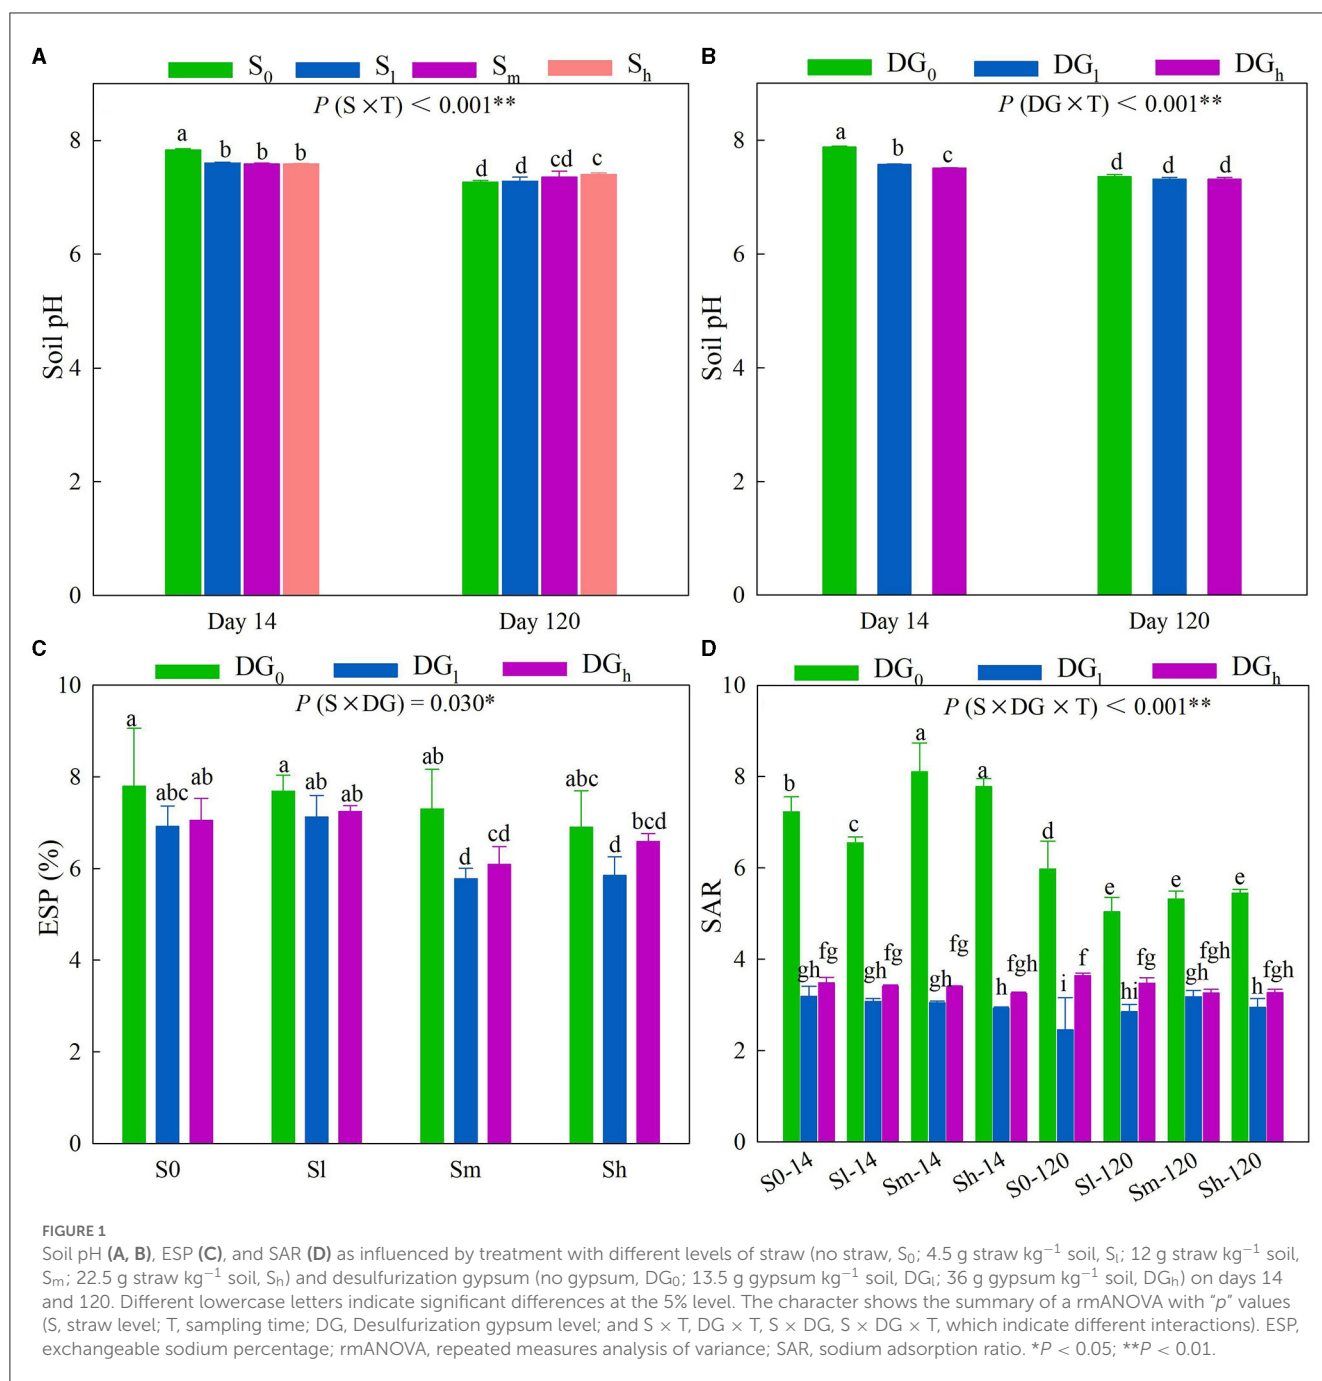 A
S₀ Sₗ Sₘ Sₕ
P (S ×T) < 0.001**
8
6
4
2
0
Soil pH
a b b b d d cd c
Day 14 Day 120
B
DG₀ DGₗ DGₕ
P (DG × T) < 0.001**
8
6
4
2
0
Soil pH
a b c d d d
Day 14 Day 120
C
DG₀ DGₗ DGₕ
P (S × DG) = 0.030*
10
8
6
4
2
0
ESP (%)
a abc ab a ab ab ab d cd abc d bcd
S0 Sl Sm Sh
D
DG₀ DGₗ DGₕ
P (S × DG × T) < 0.001**
10
8
6
4
2
0
SAR
b gh fg c gh fg a gh fg a h fgh d i f e hi fg e gh fgh e h fgh
S0-14 Sl-14 Sm-14 Sh-14 S0-120 Sl-120 Sm-120 Sh-120
FIGURE 1
Soil pH (A, B), ESP (C), and SAR (D) as influenced by treatment with different levels of straw (no straw, S₀; 4.5 g straw kg⁻¹ soil, Sₗ; 12 g straw kg⁻¹ soil,
Sₘ; 22.5 g straw kg⁻¹ soil, Sₕ) and desulfurization gypsum (no gypsum, DG₀; 13.5 g gypsum kg⁻¹ soil, DGₗ; 36 g gypsum kg⁻¹ soil, DGₕ) on days 14
and 120. Different lowercase letters indicate significant differences at the 5% level. The character shows the summary of a rmANOVA with "p" values
(S, straw level; T, sampling time; DG, Desulfurization gypsum level; and S × T, DG × T, S × DG, S × DG × T, which indicate different interactions). ESP,
exchangeable sodium percentage; rmANOVA, repeated measures analysis of variance; SAR, sodium adsorption ratio. *P < 0.05; **P < 0.01.